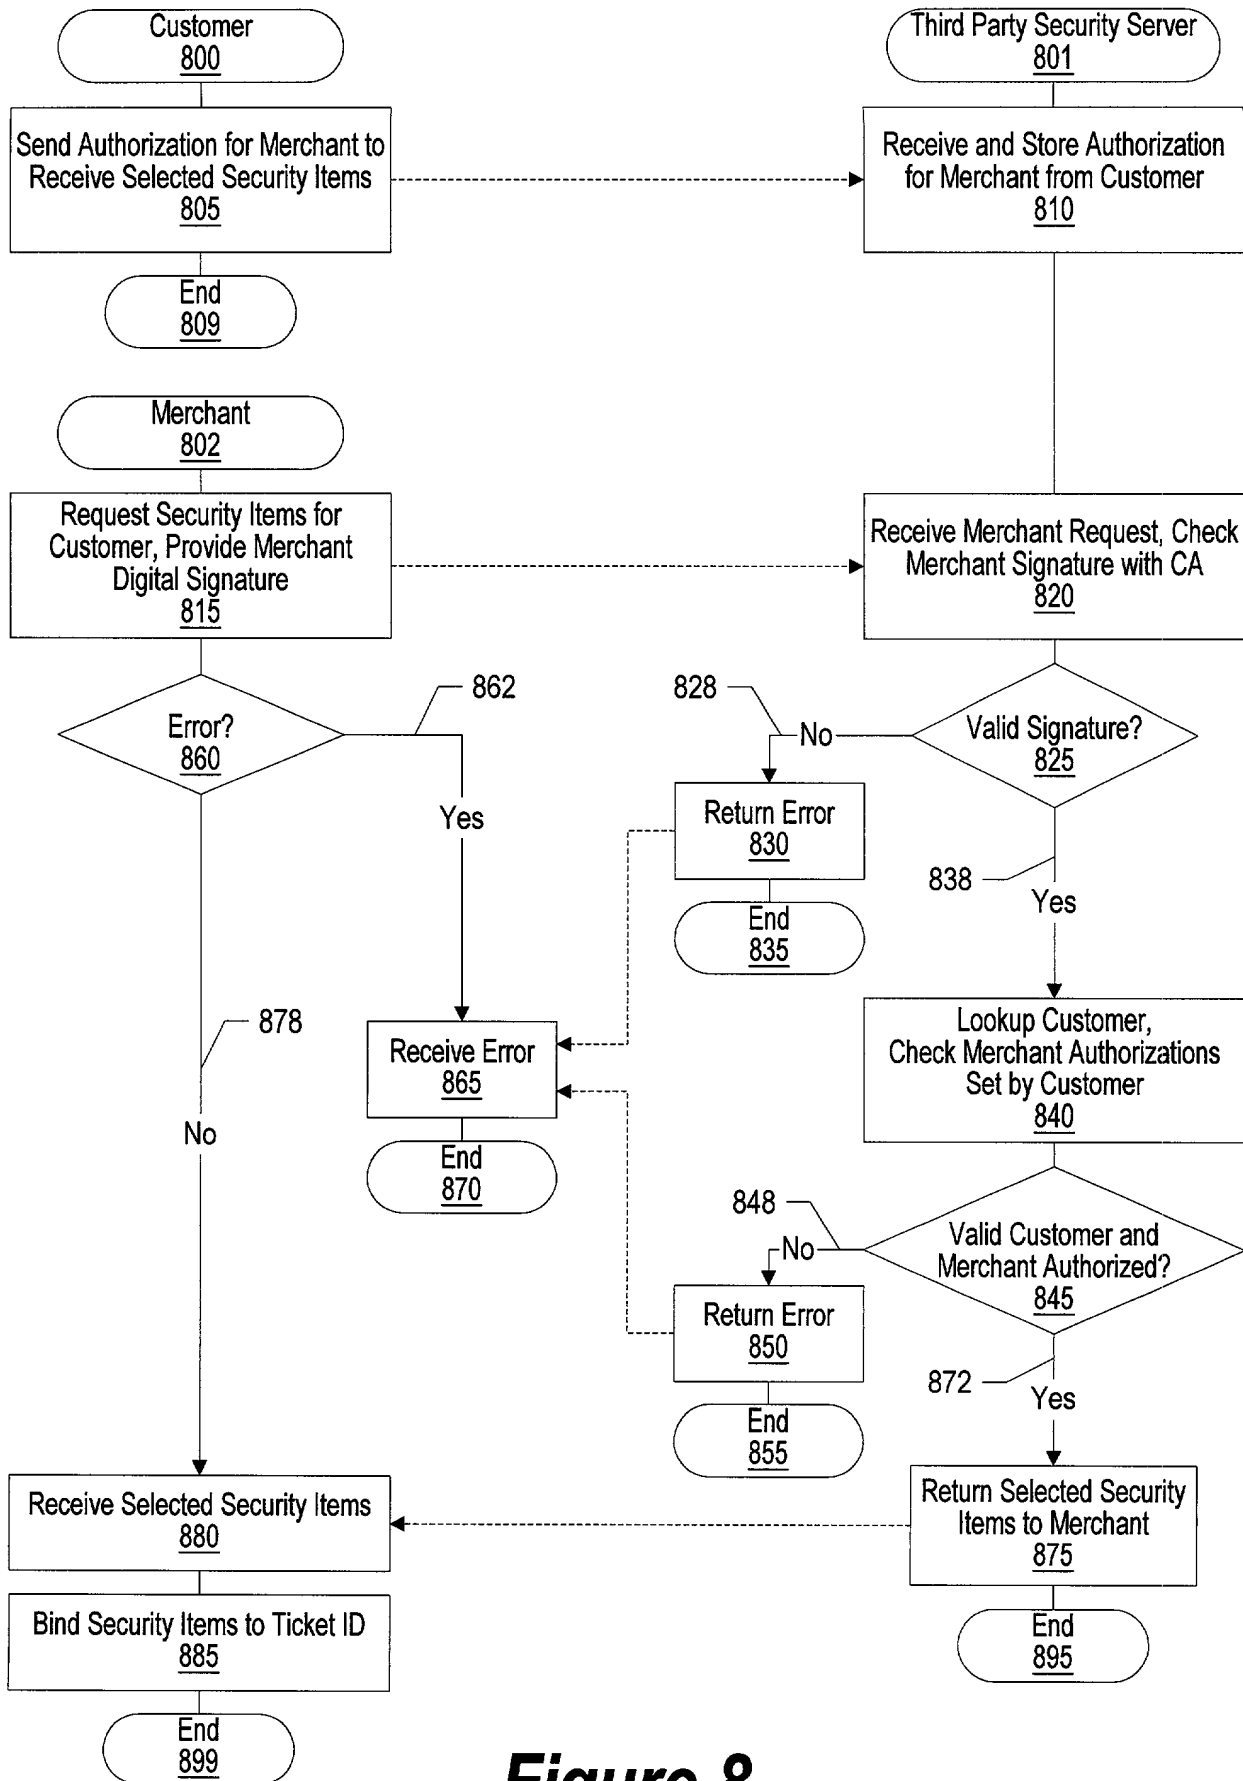 Customer
800
Third Party Security Server
801
Send Authorization for Merchant to
Receive Selected Security Items
805
Receive and Store Authorization
for Merchant from Customer
810
End
809
Merchant
802
Request Security Items for
Customer, Provide Merchant
Digital Signature
815
Receive Merchant Request, Check
Merchant Signature with CA
820
Error?
860
862
Yes
828
No
Valid Signature?
825
Return Error
830
End
835
838
Yes
878
No
Receive Error
865
End
870
Lookup Customer,
Check Merchant Authorizations
Set by Customer
840
848
No
Valid Customer and
Merchant Authorized?
845
Return Error
850
End
855
872
Yes
Receive Selected Security Items
880
Return Selected Security
Items to Merchant
875
Bind Security Items to Ticket ID
885
End
895
End
899
Figure 8